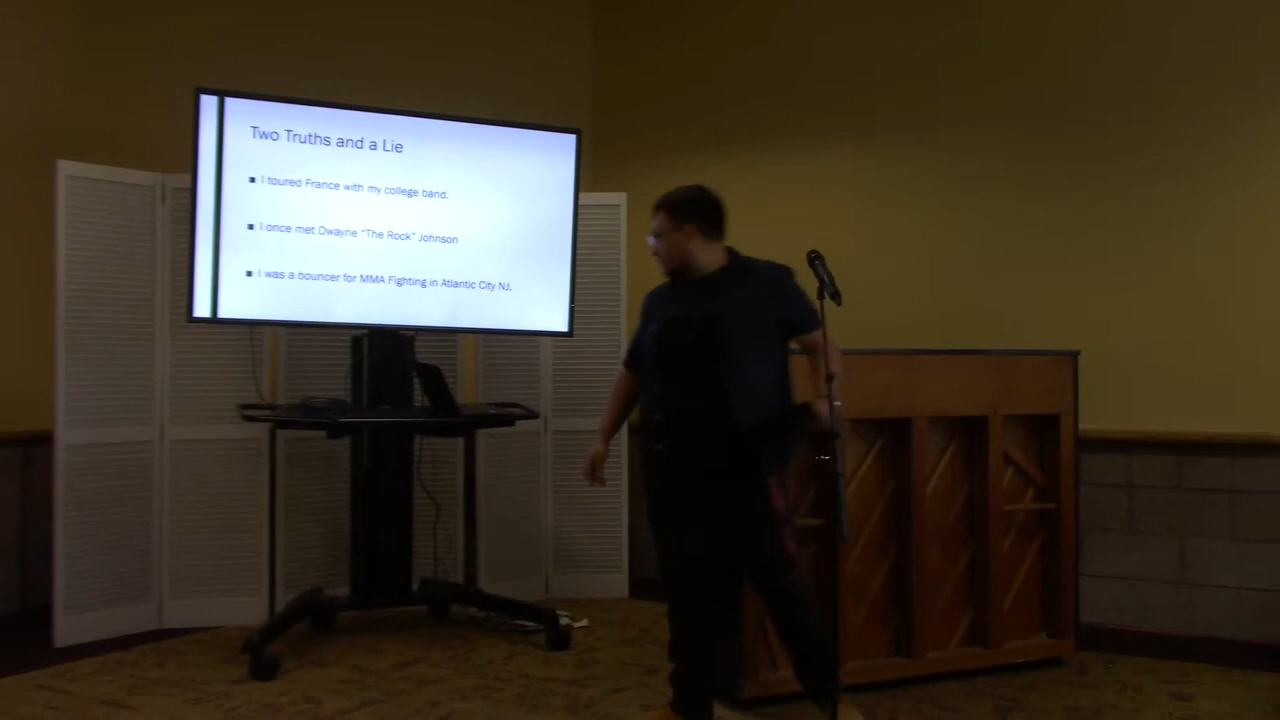 Two Truths and a Lie
■ I toured France with my college band.
■ I once met Dwayne "The Rock" Johnson
■ I was a bouncer for MMA Fighting in Atlantic City NJ.